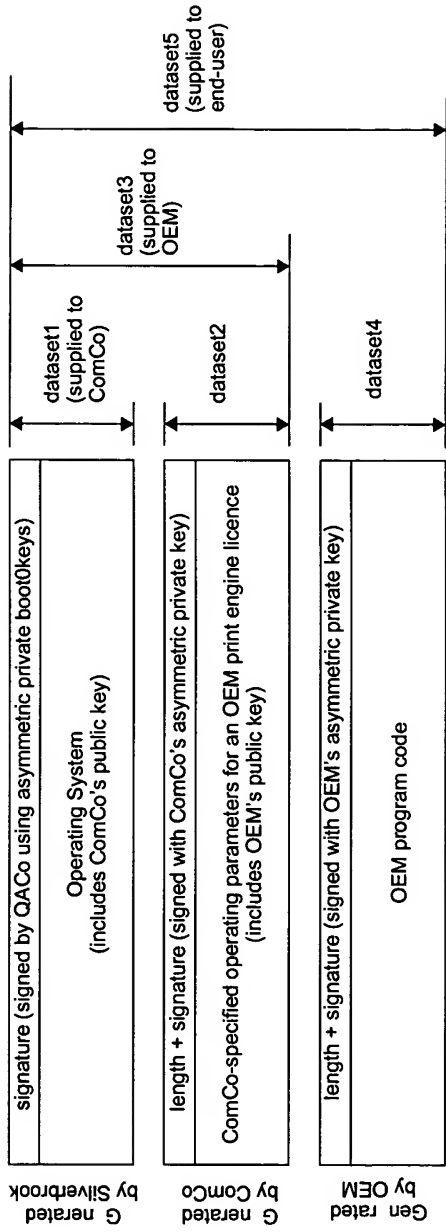 G nerated
by Silverbrook
signature (signed by QACo using asymmetric private boot0keys)
Operating System
(includes ComCo's public key)
dataset1
(supplied to
ComCo)
dataset3
(supplied to
OEM)
dataset5
(supplied to
end-user)
G nerated
by ComCo
length + signature (signed with ComCo's asymmetric private key)
ComCo-specified operating parameters for an OEM print engine licence
(includes OEM's public key)
dataset2
Gen rated
by OEM
length + signature (signed with OEM's asymmetric private key)
OEM program code
dataset4